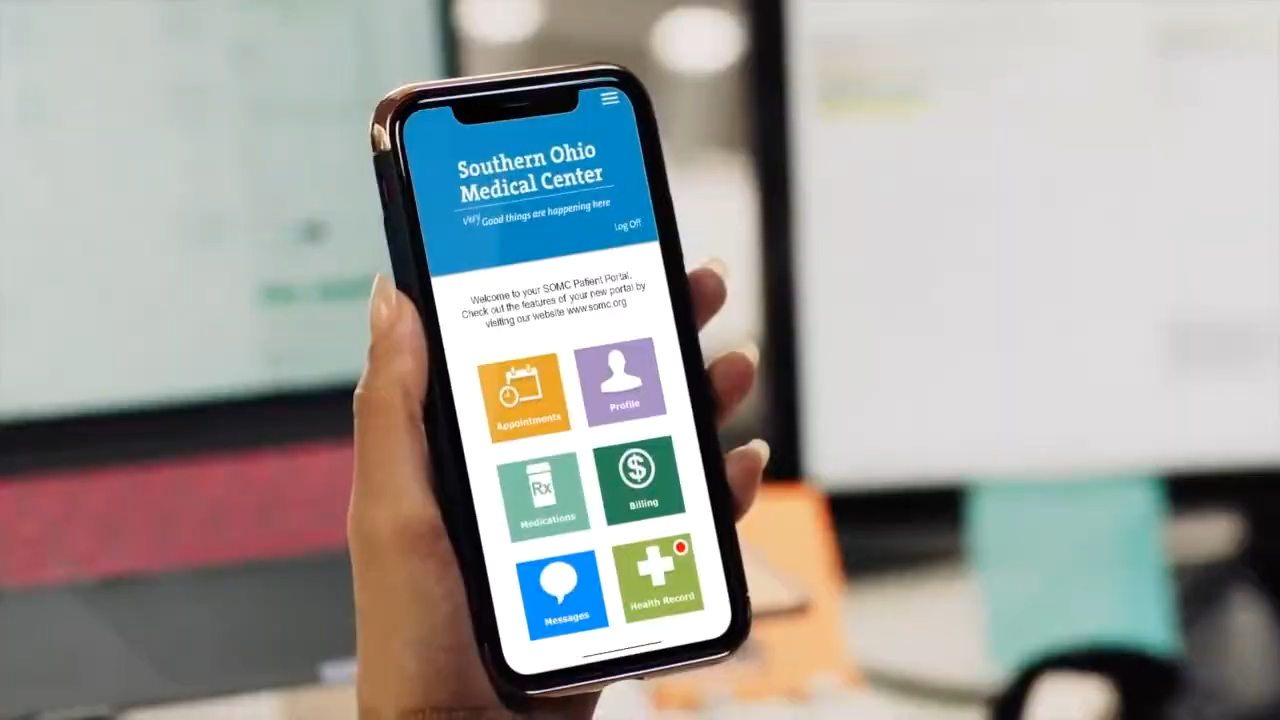 Southern Ohio
Medical Center
Very Good things are happening here
Log Off
Welcome to your SOMC Patient Portal.
Check out the features of your new portal by
visiting our website www.somc.org
Appointments
Profile
Rx
Medications
$
Billing
Messages
Health Record